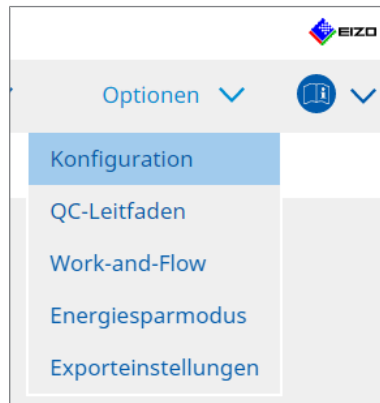 EIZO
Optionen
Konfiguration
QC-Leitfaden
Work-and-Flow
Energiesparmodus
Exporteinstellungen